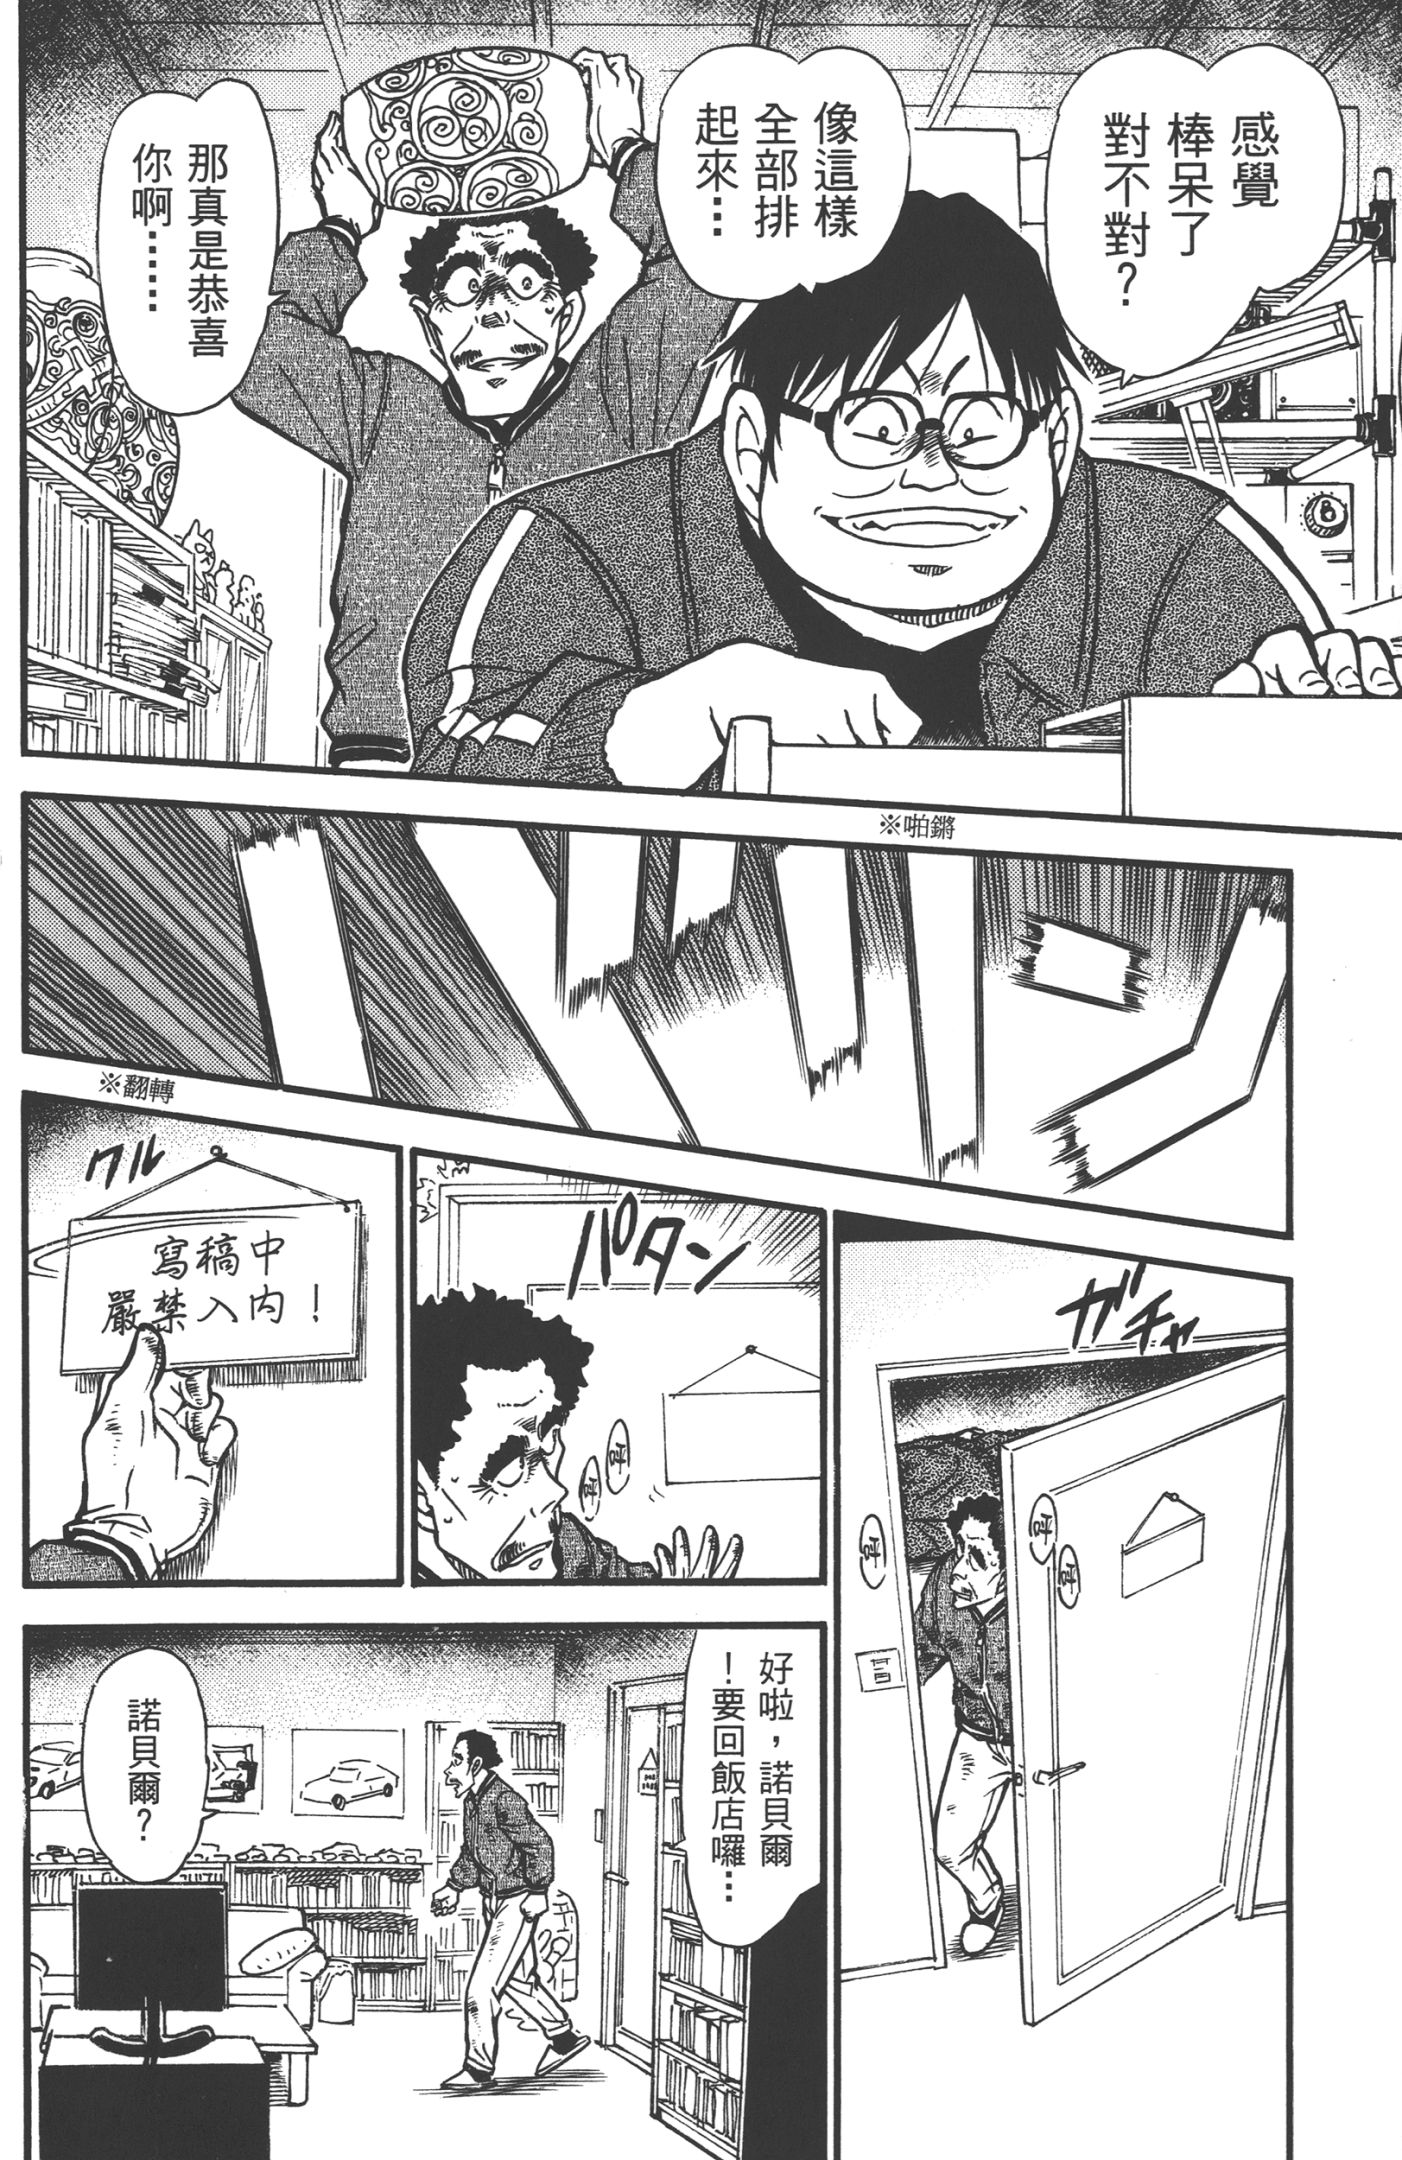 感覺
棒呆了
對不對?
像這樣
全部排
起來…
那真是恭喜
你啊……
※啪鏘
ガチャ
呼
呼
呼
パタン
呼
呼
※翻轉
クル
寫稿中
嚴禁入內！
好啦，諾貝爾
！要回飯店囉…
諾貝爾?